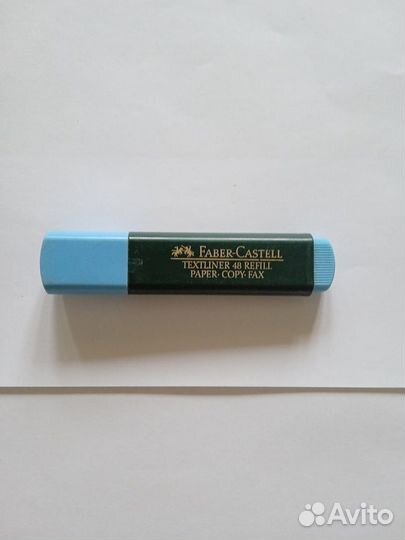 FABER-CASTELL
TEXTLINER 48 REFILL
PAPER· COPY· FAX
Avito